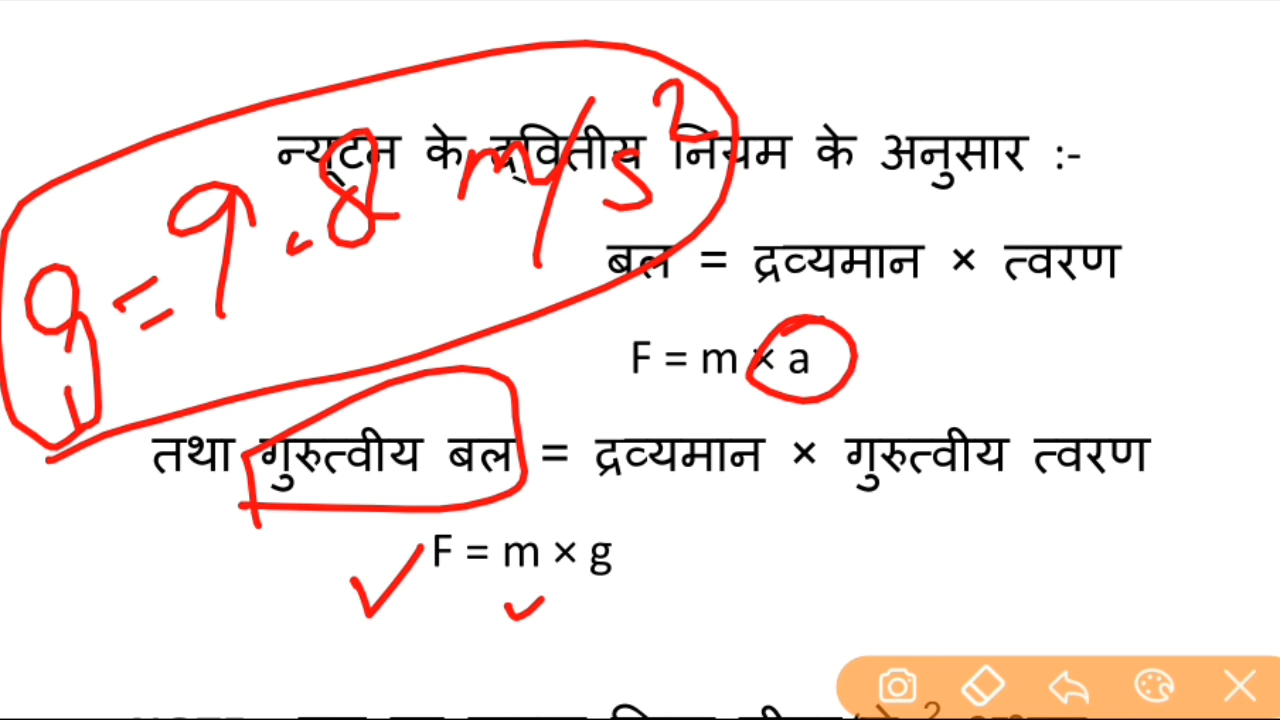 न्यूटन के द्वितीय नियम के अनुसार :-
g = 9.8 m/s²
बल = द्रव्यमान × त्वरण
F = m × a
तथा गुरुत्वीय बल = द्रव्यमान × गुरुत्वीय त्वरण
F = m × g